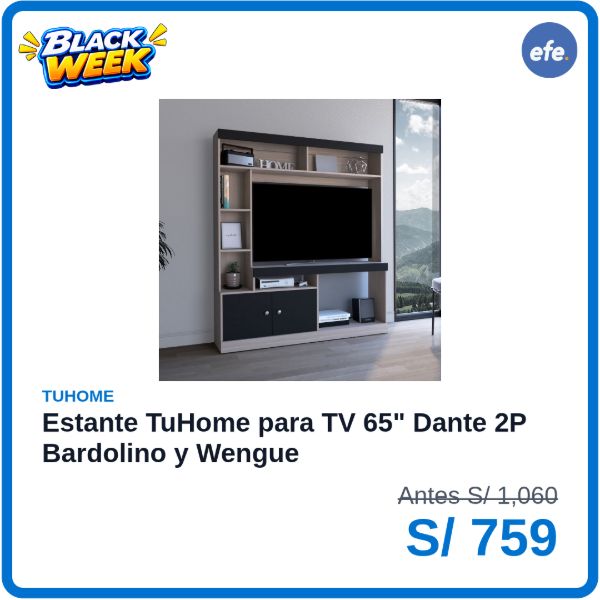 BLACK
WEEK
efe.
HOME
TUHOME
Estante TuHome para TV 65" Dante 2P
Bardolino y Wengue
Antes S/ 1,060
S/ 759